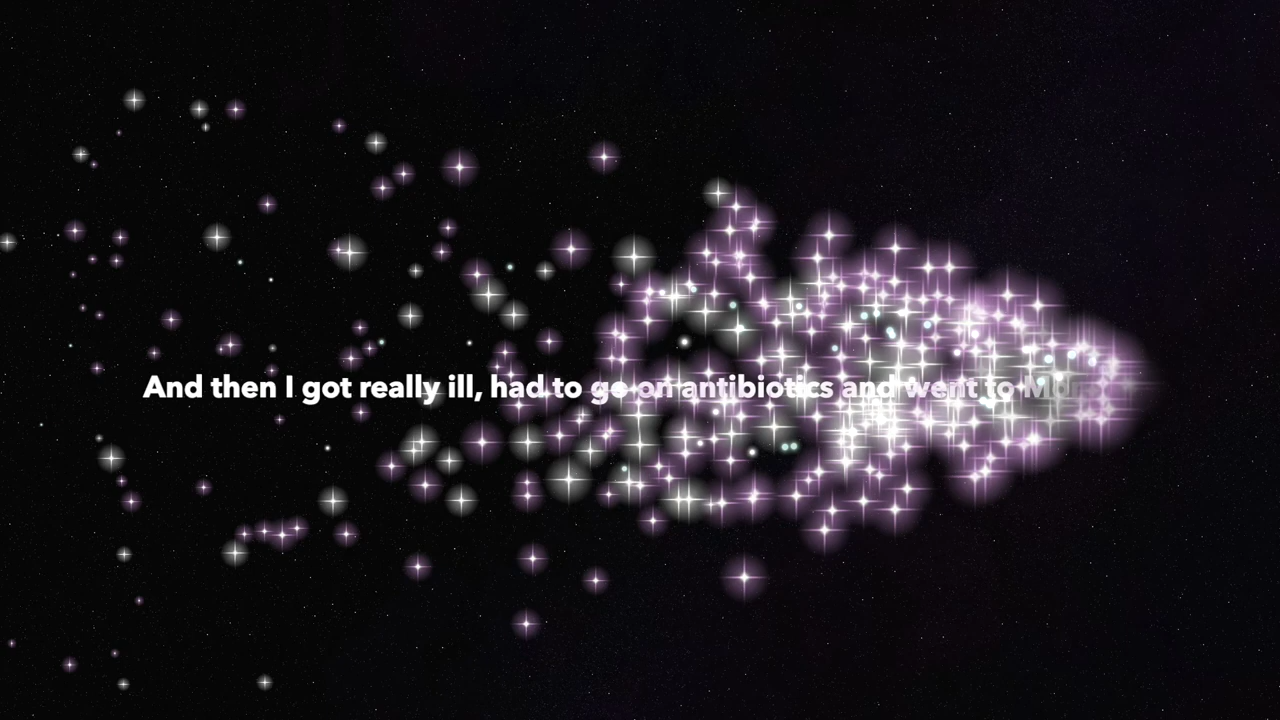 And then I got really ill, had to go on antibiotics and went to